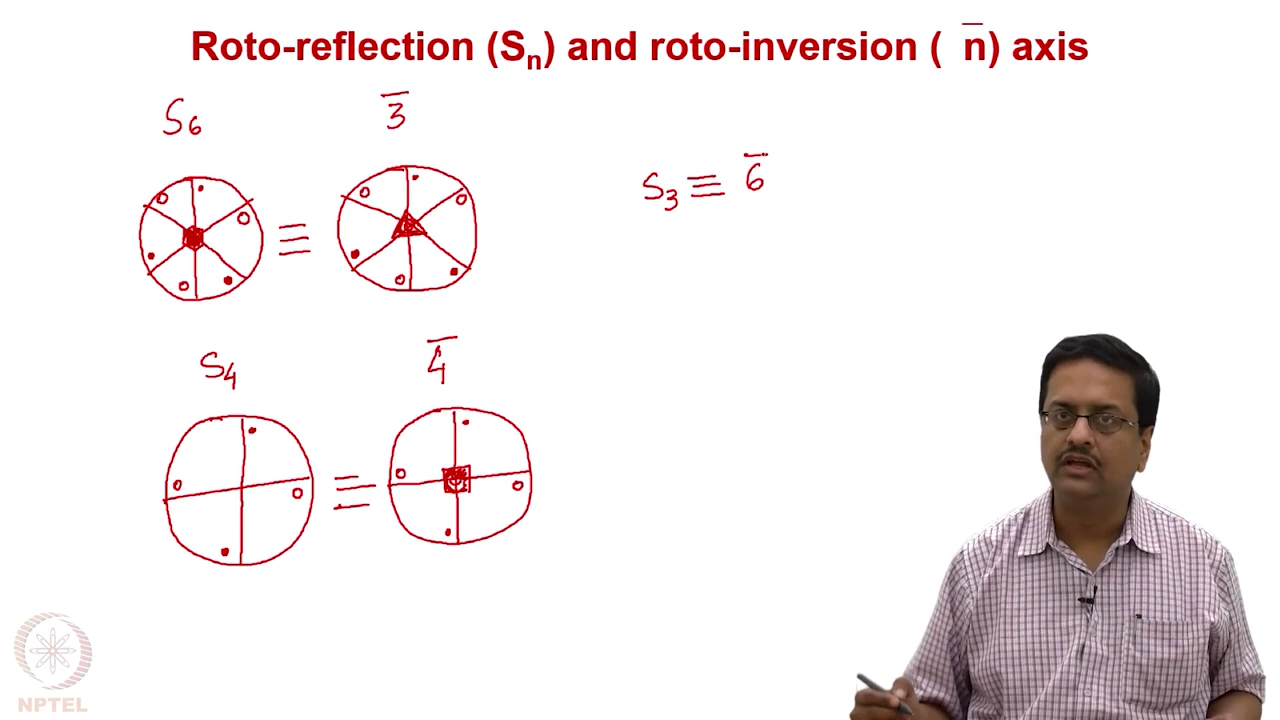 Roto-reflection (Sₙ) and roto-inversion ( n̅) axis
S₆ 3̅
≡
S₃ ≡ 6̅
S₄ 4̅
≡
NPTEL